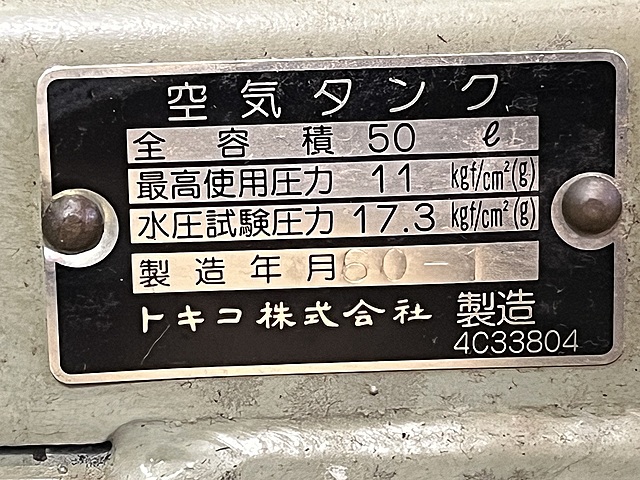 空気タンク
全容積 50 ℓ
最高使用圧力 11 kgf/cm²(g)
水圧試験圧力 17.3 kgf/cm²(g)
製造年月 60-1
トキコ株式会社 製造
4C33804